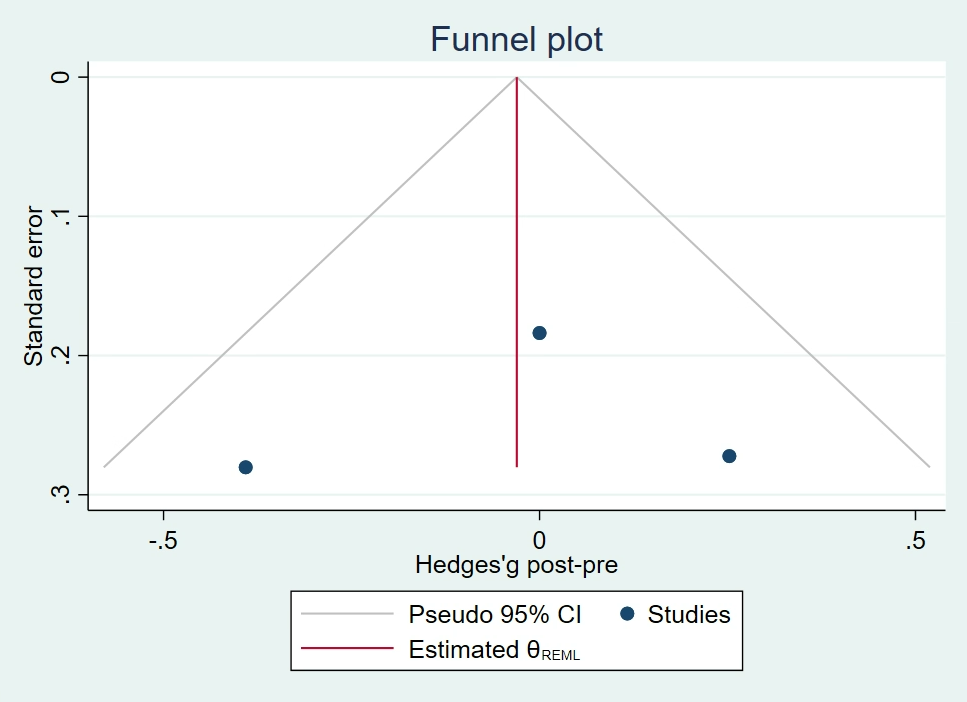 Funnel plot
0
.1
.2
.3
Standard error
-.5
0
.5
Hedges'g post-pre
Pseudo 95% CI
Studies
Estimated θREML